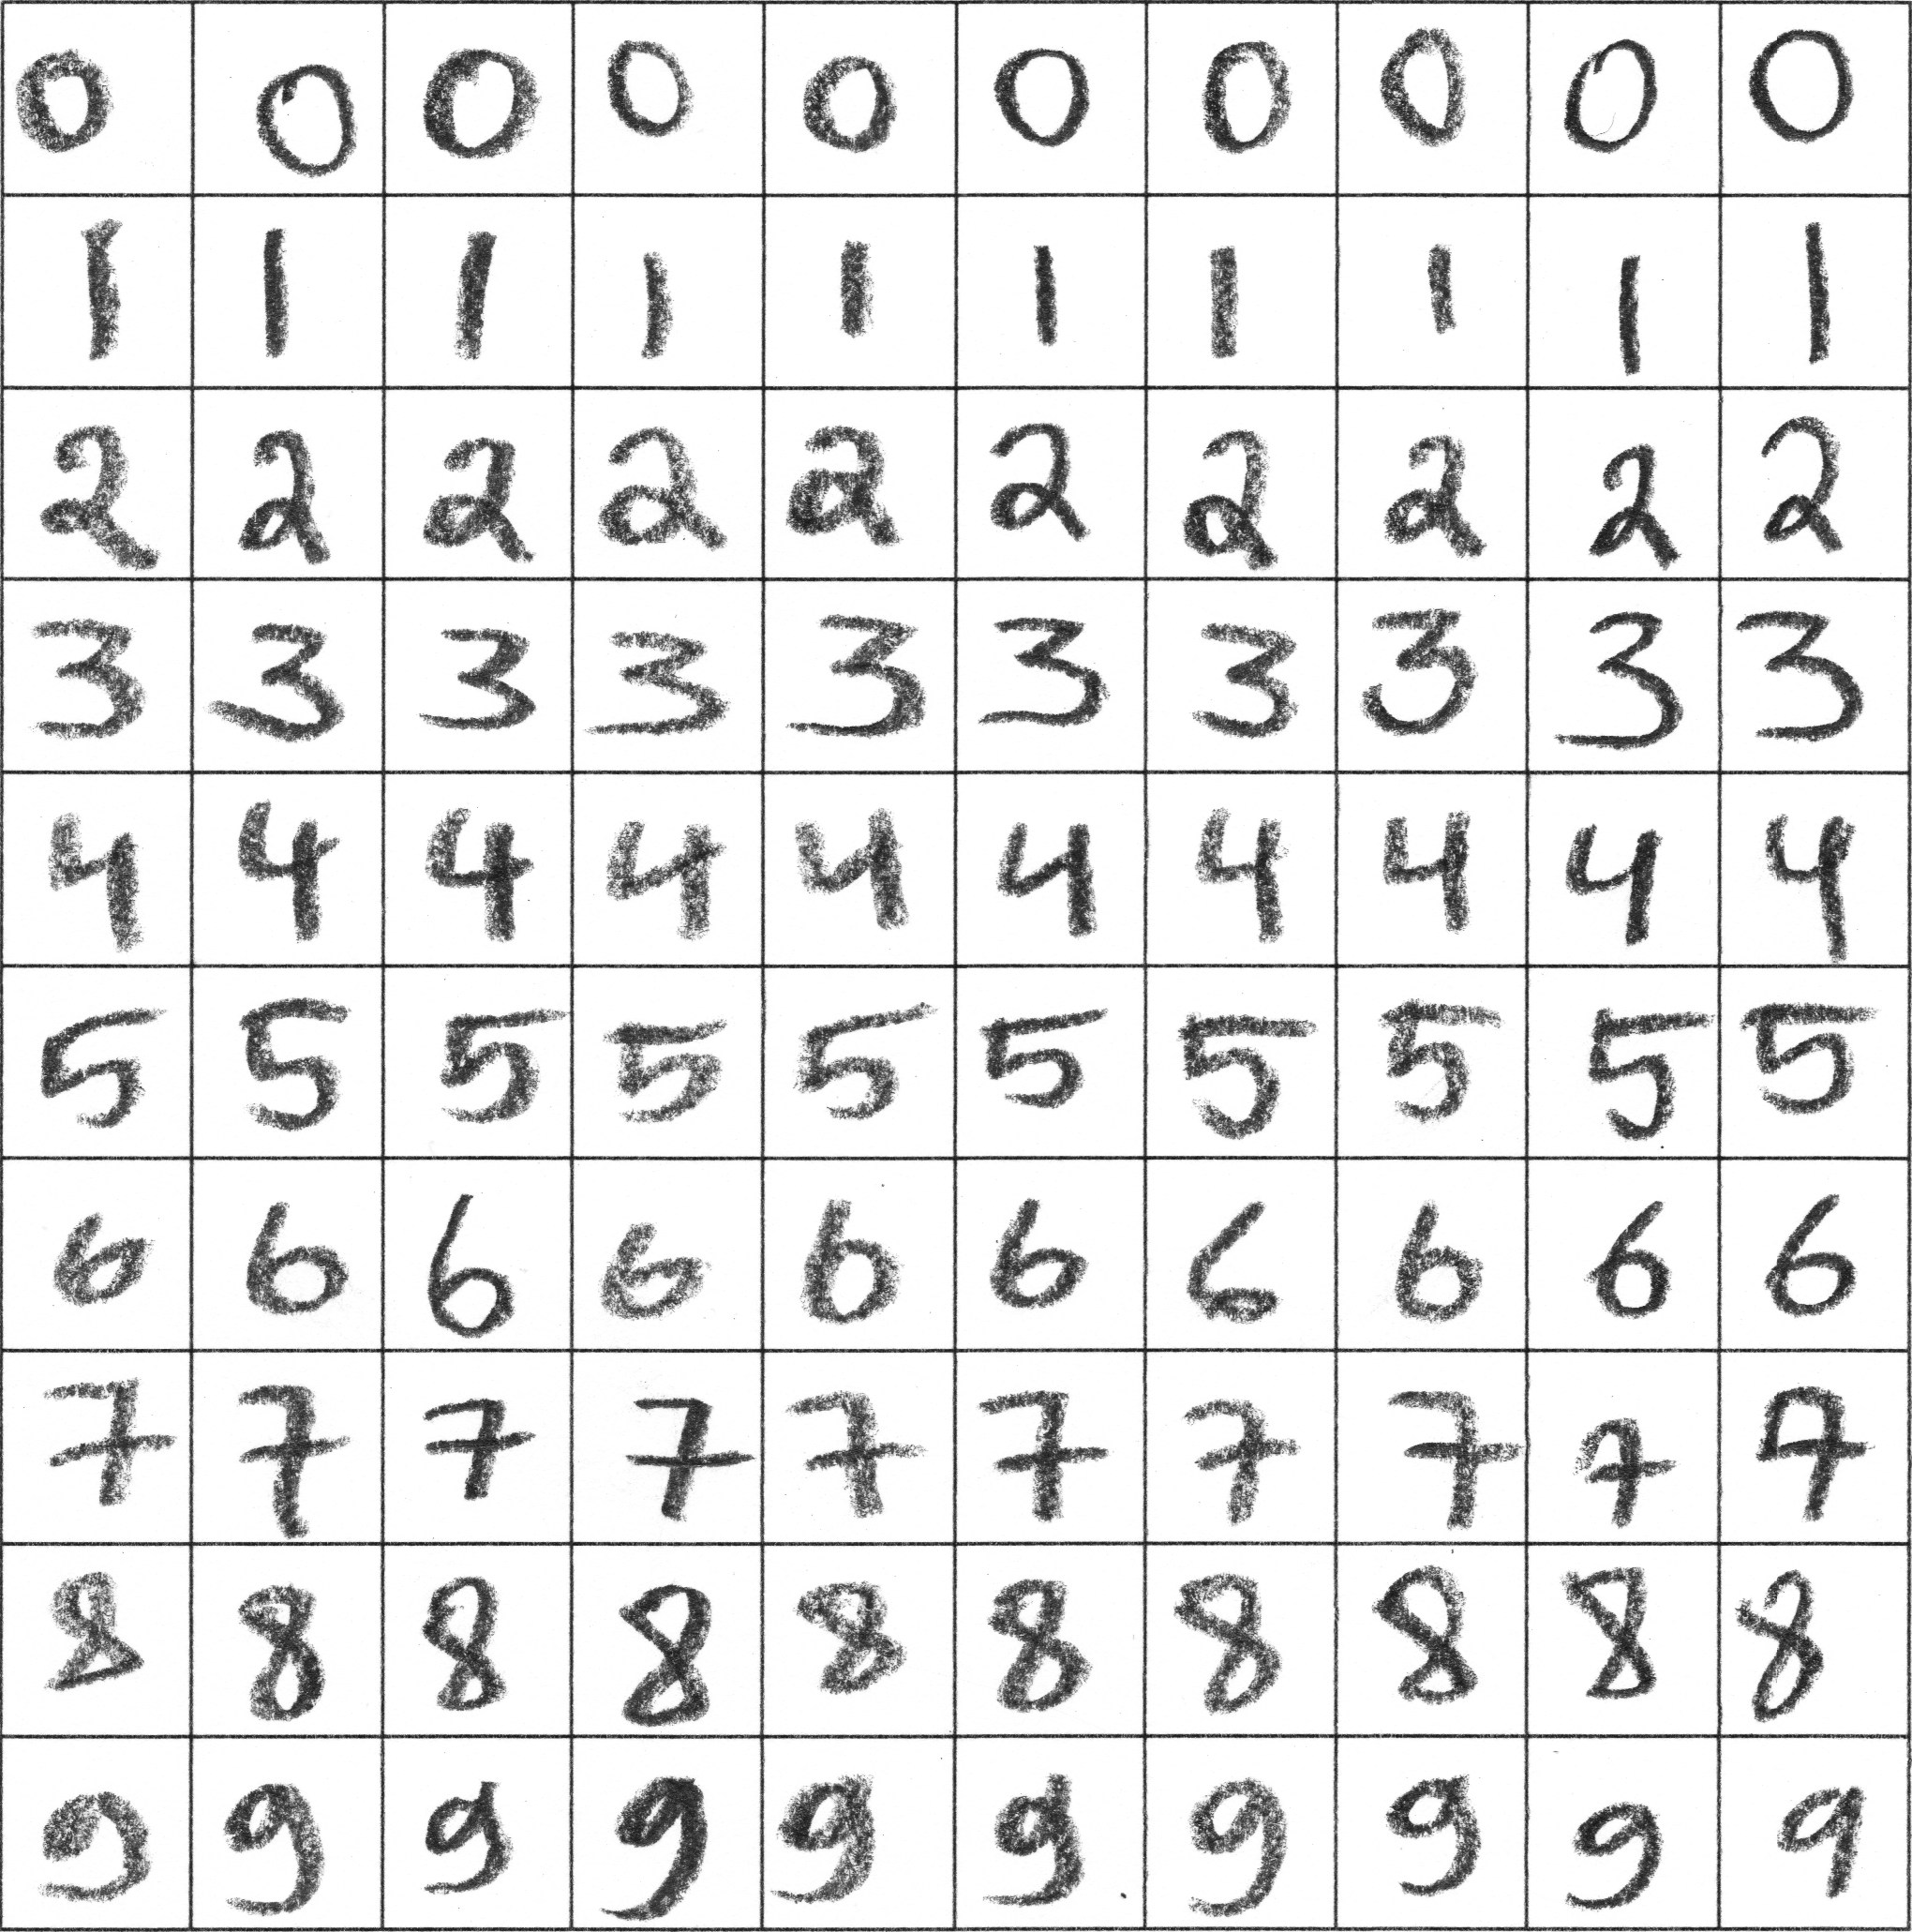 0 0 0 0 0 0 0 0 0 0
1 1 1 1 1 1 1 1 1 1
2 2 2 2 2 2 2 2 2 2
3 3 3 3 3 3 3 3 3 3
4 4 4 4 4 4 4 4 4 4
5 5 5 5 5 5 5 5 5 5
6 6 6 6 6 6 6 6 6 6
7 7 7 7 7 7 7 7 7 7
8 8 8 8 8 8 8 8 8 8
9 9 9 9 9 9 9 9 9 9